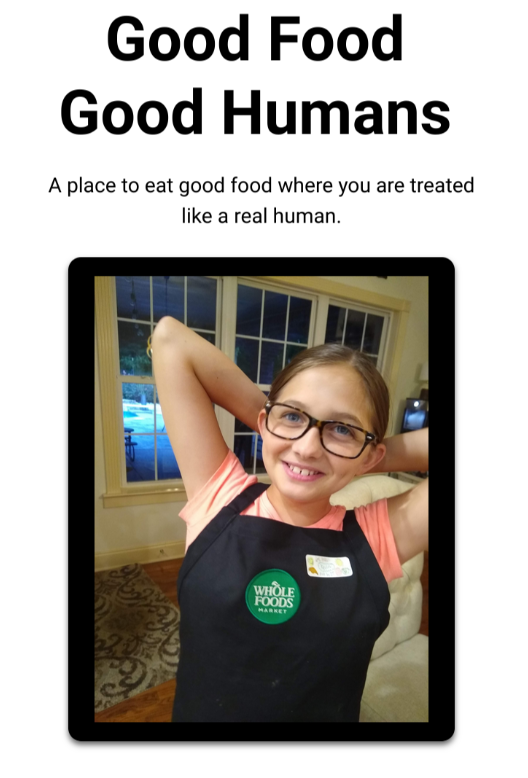 Good Food
Good Humans
A place to eat good food where you are treated
like a real human.
WHOLE
FOODS
MARKET